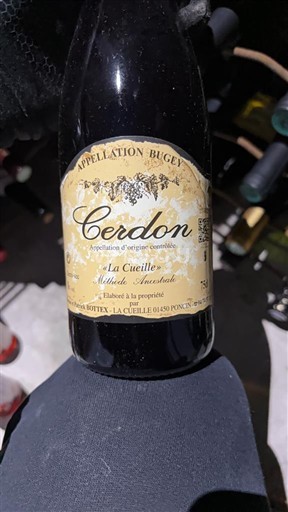 APPELLATION BUGEY
Cerdon
Appellation d'origine contrôlée
«La Cueille»
Méthode Ancestrale
Elaboré à la propriété
par
BOTTEX - LA CUEILLE 01450 PONCIN